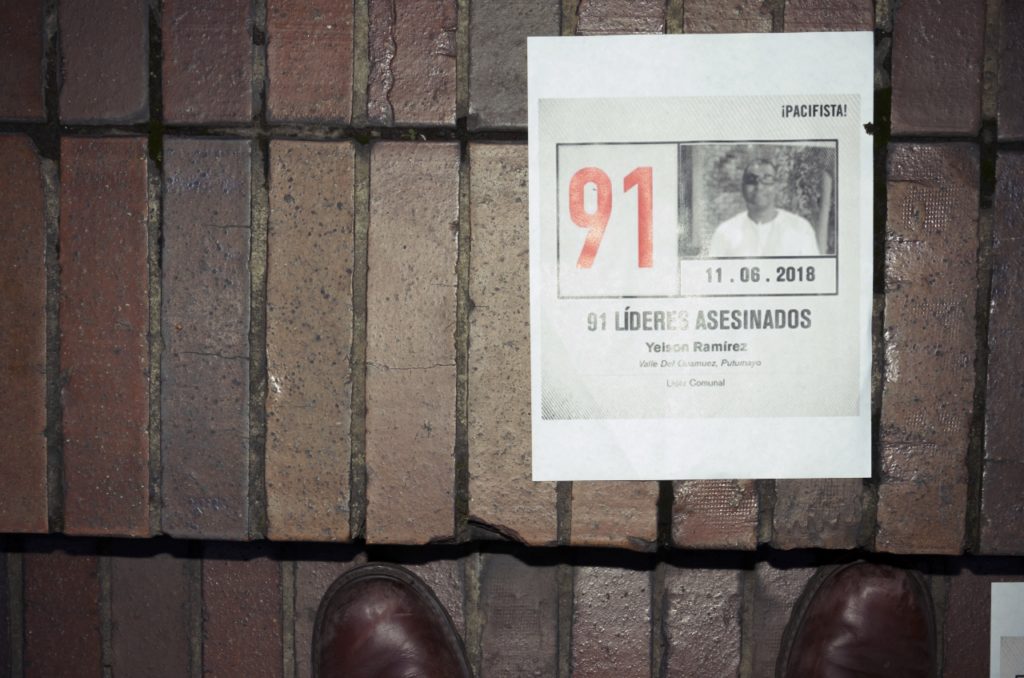 ¡PACIFISTA!
91
11 . 06 . 2018
91 LÍDERES ASESINADOS
Yeison Ramírez
Valle Del Guamuez, Putumayo
Líder Comunal